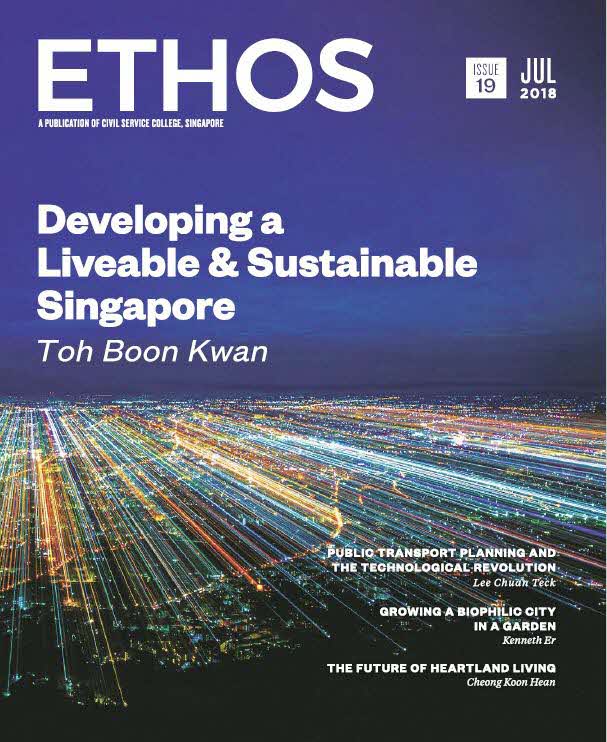 ETHOS
A PUBLICATION OF CIVIL SERVICE COLLEGE, SINGAPORE
ISSUE
19
JUL
2018
Developing a
Liveable & Sustainable
Singapore
Toh Boon Kwan
PUBLIC TRANSPORT PLANNING AND
THE TECHNOLOGICAL REVOLUTION
Lee Chuan Teck
GROWING A BIOPHILIC CITY
IN A GARDEN
Kenneth Er
THE FUTURE OF HEARTLAND LIVING
Cheong Koon Hean